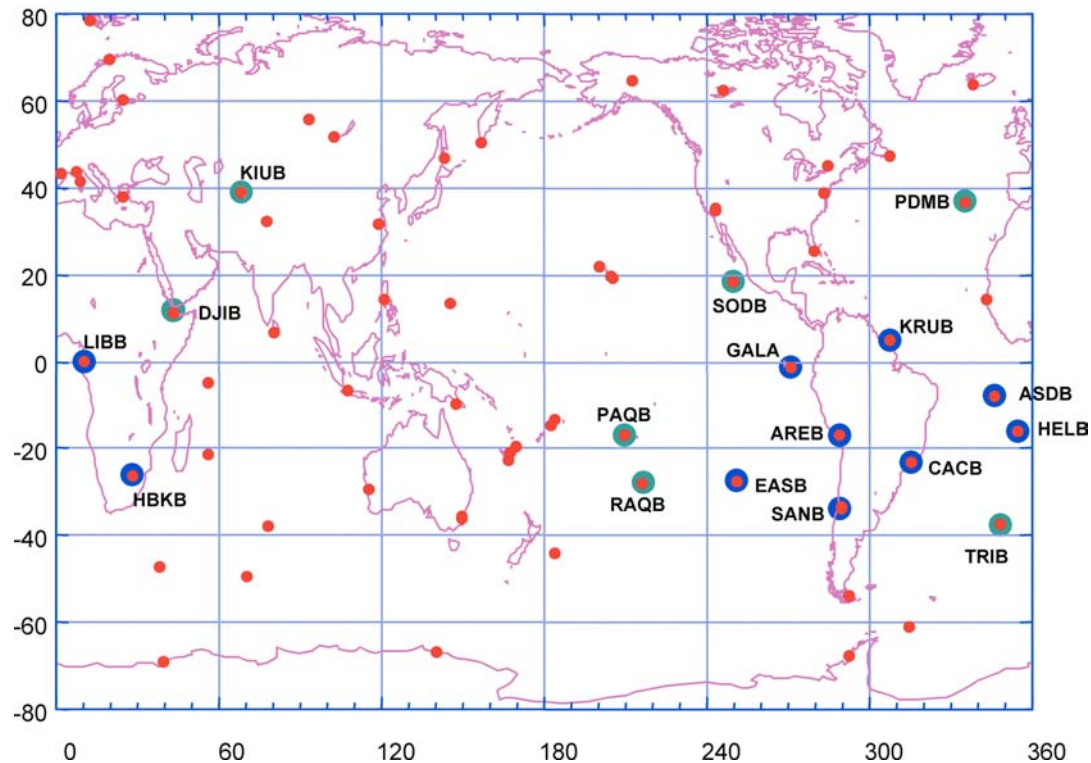 80
60
KIUB
40
PDMB
20
SODB
DJIB
KRUB
LIBB
GALA
0
ASDB
PAQB
AREB
HELB
-20
CACB
EASB
HBKB
RAQB
SANB
-40
TRIB
-60
-80
0 60 120 180 240 300 360